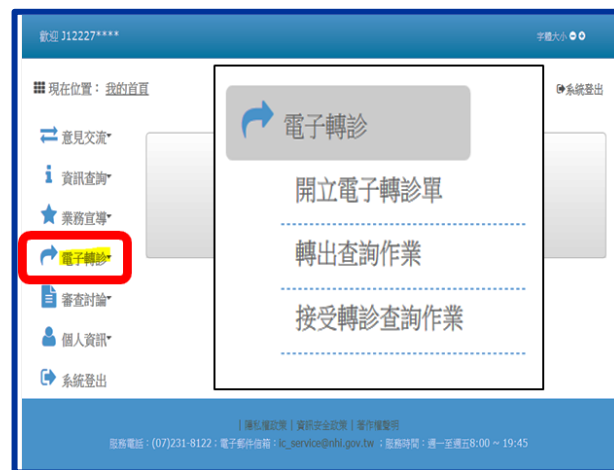 歡迎 J12227****
字體大小
現在位置： 我的首頁
系統登出
意見交流
資訊查詢
業務宣導
電子轉診
審查討論
個人資訊
系統登出
電子轉診
開立電子轉診單
轉出查詢作業
接受轉診查詢作業
| 隱私權政策 | 資訊安全政策 | 著作權聲明
服務電話：(07)231-8122；電子郵件信箱：ic_service@nhi.gov.tw；服務時間：週一至週五8:00 ~ 19:45